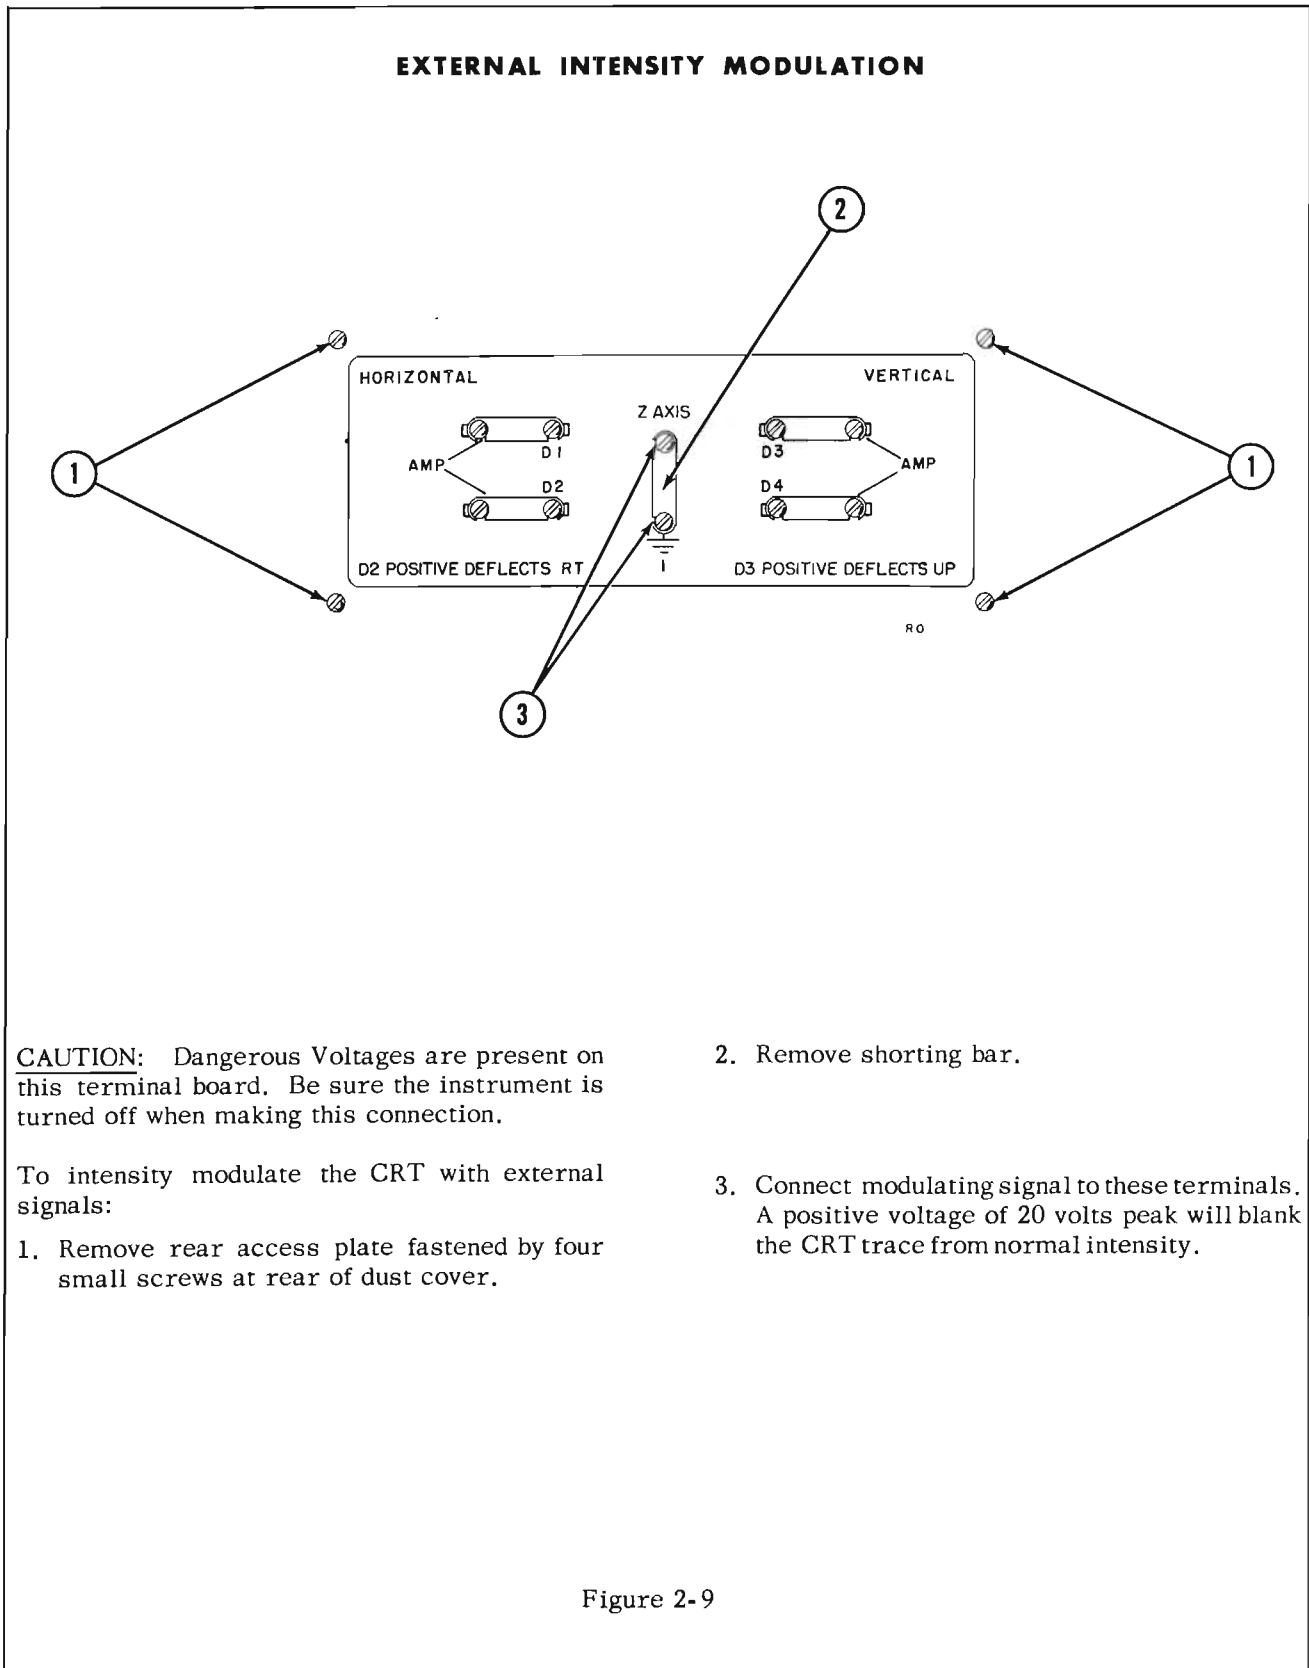 EXTERNAL INTENSITY MODULATION
2
HORIZONTAL
VERTICAL
Z AXIS
D1
D3
1
AMP
AMP
1
D2
D4
D2 POSITIVE DEFLECTS RT
1
D3 POSITIVE DEFLECTS UP
RO
3
CAUTION: Dangerous Voltages are present on
this terminal board. Be sure the instrument is
turned off when making this connection.
To intensity modulate the CRT with external
signals:
1. Remove rear access plate fastened by four
small screws at rear of dust cover.
2. Remove shorting bar.
3. Connect modulating signal to these terminals.
A positive voltage of 20 volts peak will blank
the CRT trace from normal intensity.
Figure 2-9